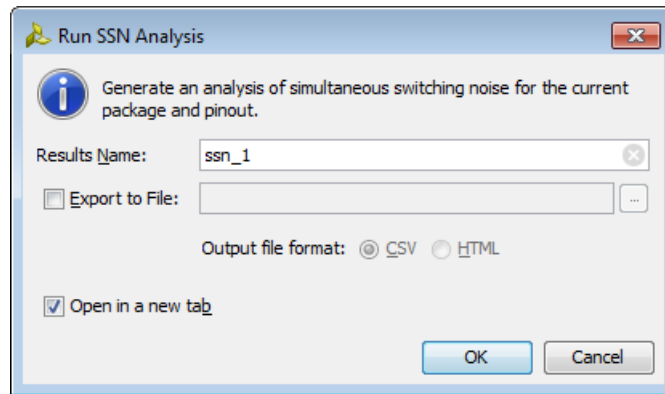 Run SSN Analysis
Generate an analysis of simultaneous switching noise for the current
package and pinout.
Results Name: ssn_1
Export to File: ...
Output file format: CSV HTML
Open in a new tab
OK Cancel